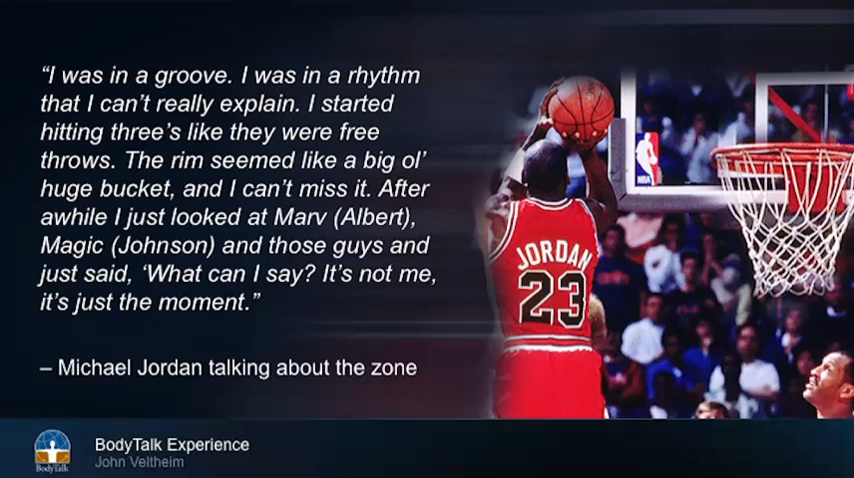 “I was in a groove. I was in a rhythm
that I can’t really explain. I started
hitting three’s like they were free
throws. The rim seemed like a big ol’
huge bucket, and I can’t miss it. After
awhile I just looked at Marv (Albert),
Magic (Johnson) and those guys and
just said, ‘What can I say? It’s not me,
it’s just the moment.”
– Michael Jordan talking about the zone
JORDAN
23
NBA
BodyTalk
BodyTalk Experience
John Veltheim